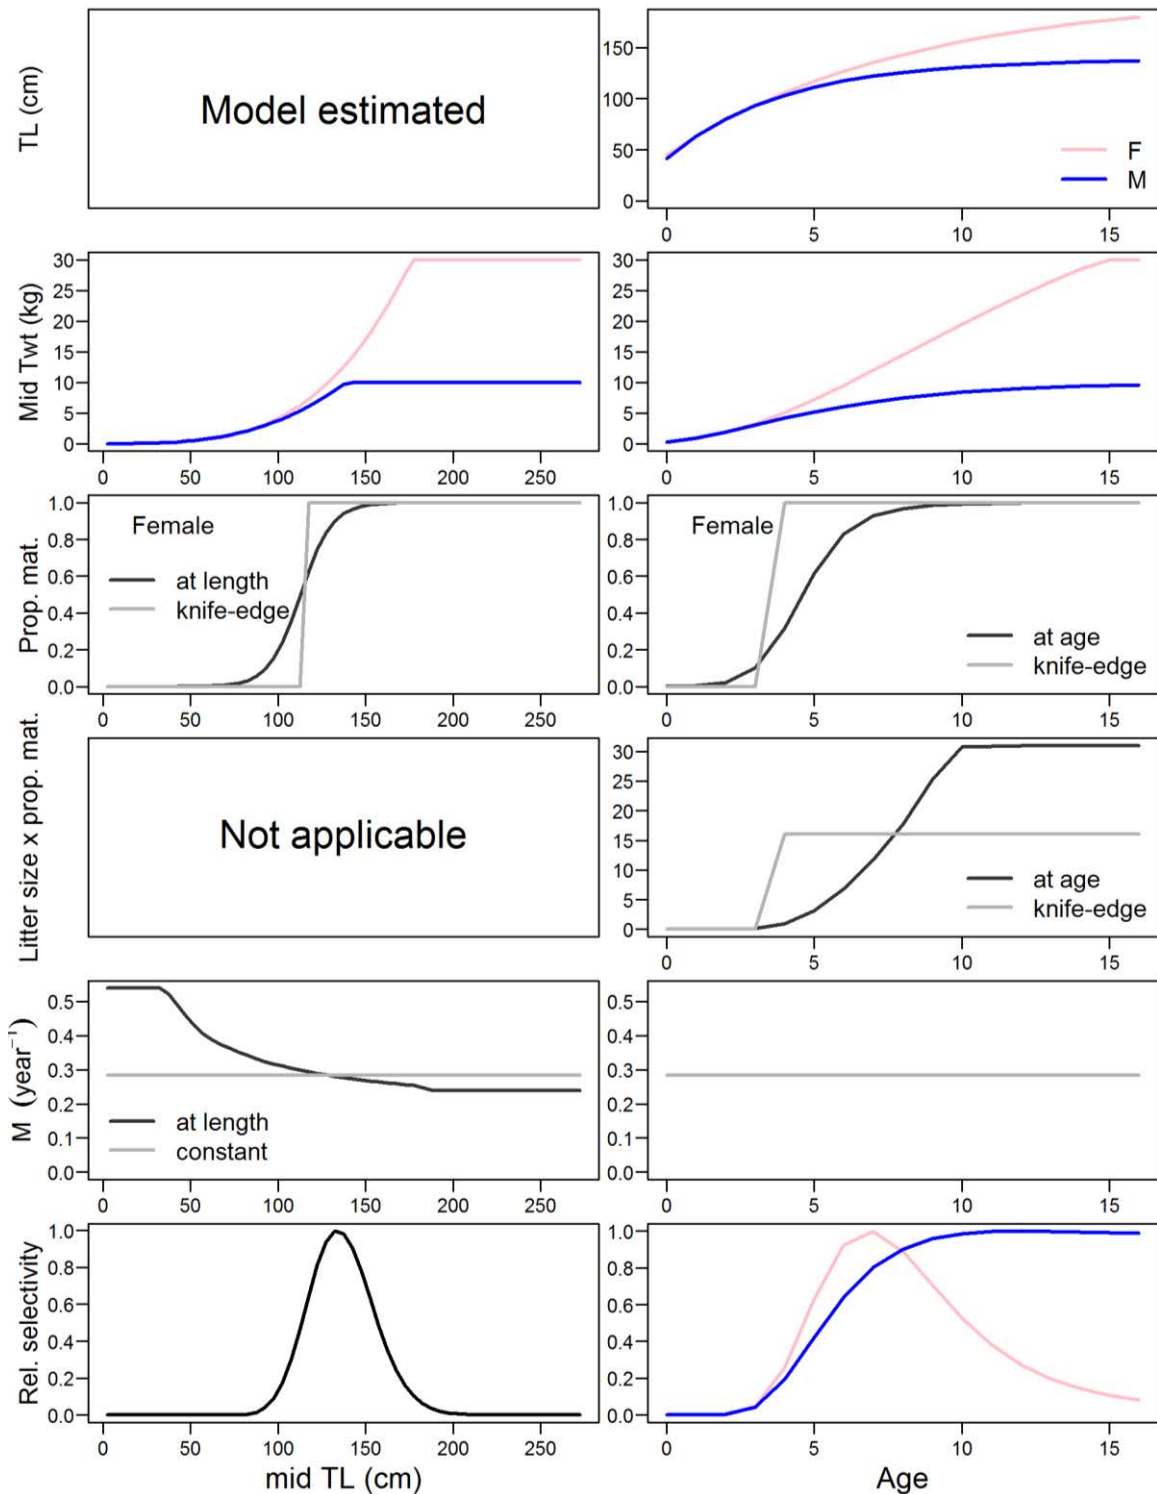 TL (cm)
Model estimated
150
100
50
0
F
M
0 5 10 15
Mid Twt (kg)
30
25
20
15
10
5
0
0 50 100 150 200 250
30
25
20
15
10
5
0
0 5 10 15
Prop. mat.
1.0
0.8
0.6
0.4
0.2
0.0
Female
at length
knife-edge
0 50 100 150 200 250
1.0
0.8
0.6
0.4
0.2
0.0
Female
at age
knife-edge
0 5 10 15
Litter size x prop. mat.
Not applicable
30
25
20
15
10
5
0
at age
knife-edge
0 5 10 15
M (year⁻¹)
0.5
0.4
0.3
0.2
0.1
0.0
at length
constant
0 50 100 150 200 250
0.5
0.4
0.3
0.2
0.1
0.0
0 5 10 15
Rel. selectivity
1.0
0.8
0.6
0.4
0.2
0.0
0 50 100 150 200 250
mid TL (cm)
1.0
0.8
0.6
0.4
0.2
0.0
0 5 10 15
Age